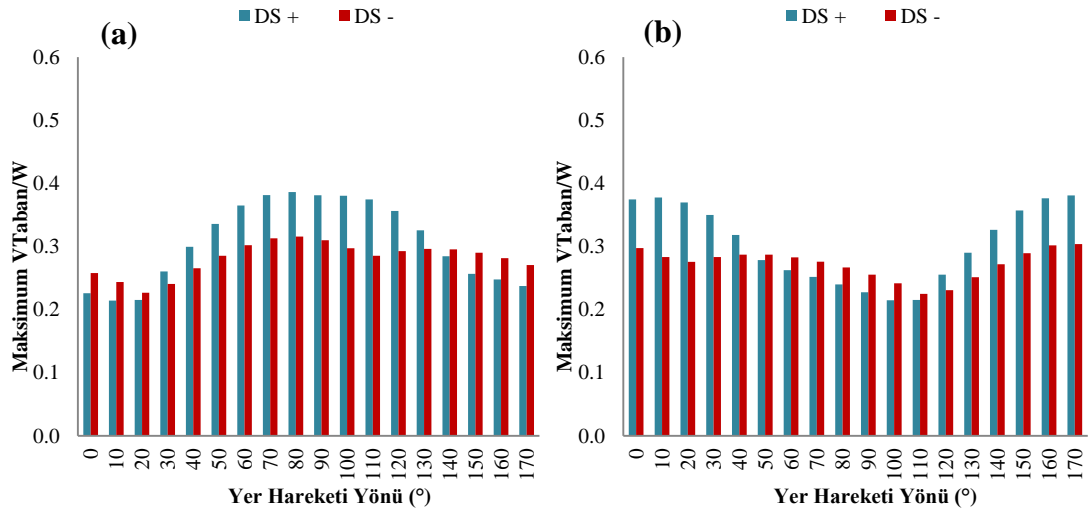 (a)
DS +
DS -
Maksimum VTaban/W
0.6
0.5
0.4
0.3
0.2
0.1
0.0
0 10 20 30 40 50 60 70 80 90 100 110 120 130 140 150 160 170
Yer Hareketi Yönü (°)
(b)
DS +
DS -
Maksimum VTaban/W
0.6
0.5
0.4
0.3
0.2
0.1
0.0
0 10 20 30 40 50 60 70 80 90 100 110 120 130 140 150 160 170
Yer Hareketi Yönü (°)